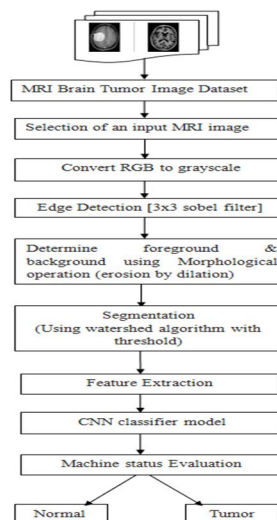 MRI Brain Tumor Image Dataset
Selection of an input MRI image
Convert RGB to grayscale
Edge Detection [3x3 sobel filter]
Determine foreground &
background using Morphological
operation (erosion by dilation)
Segmentation
(Using watershed algorithm with
threshold)
Feature Extraction
CNN classifier model
Machine status Evaluation
Normal
Tumor